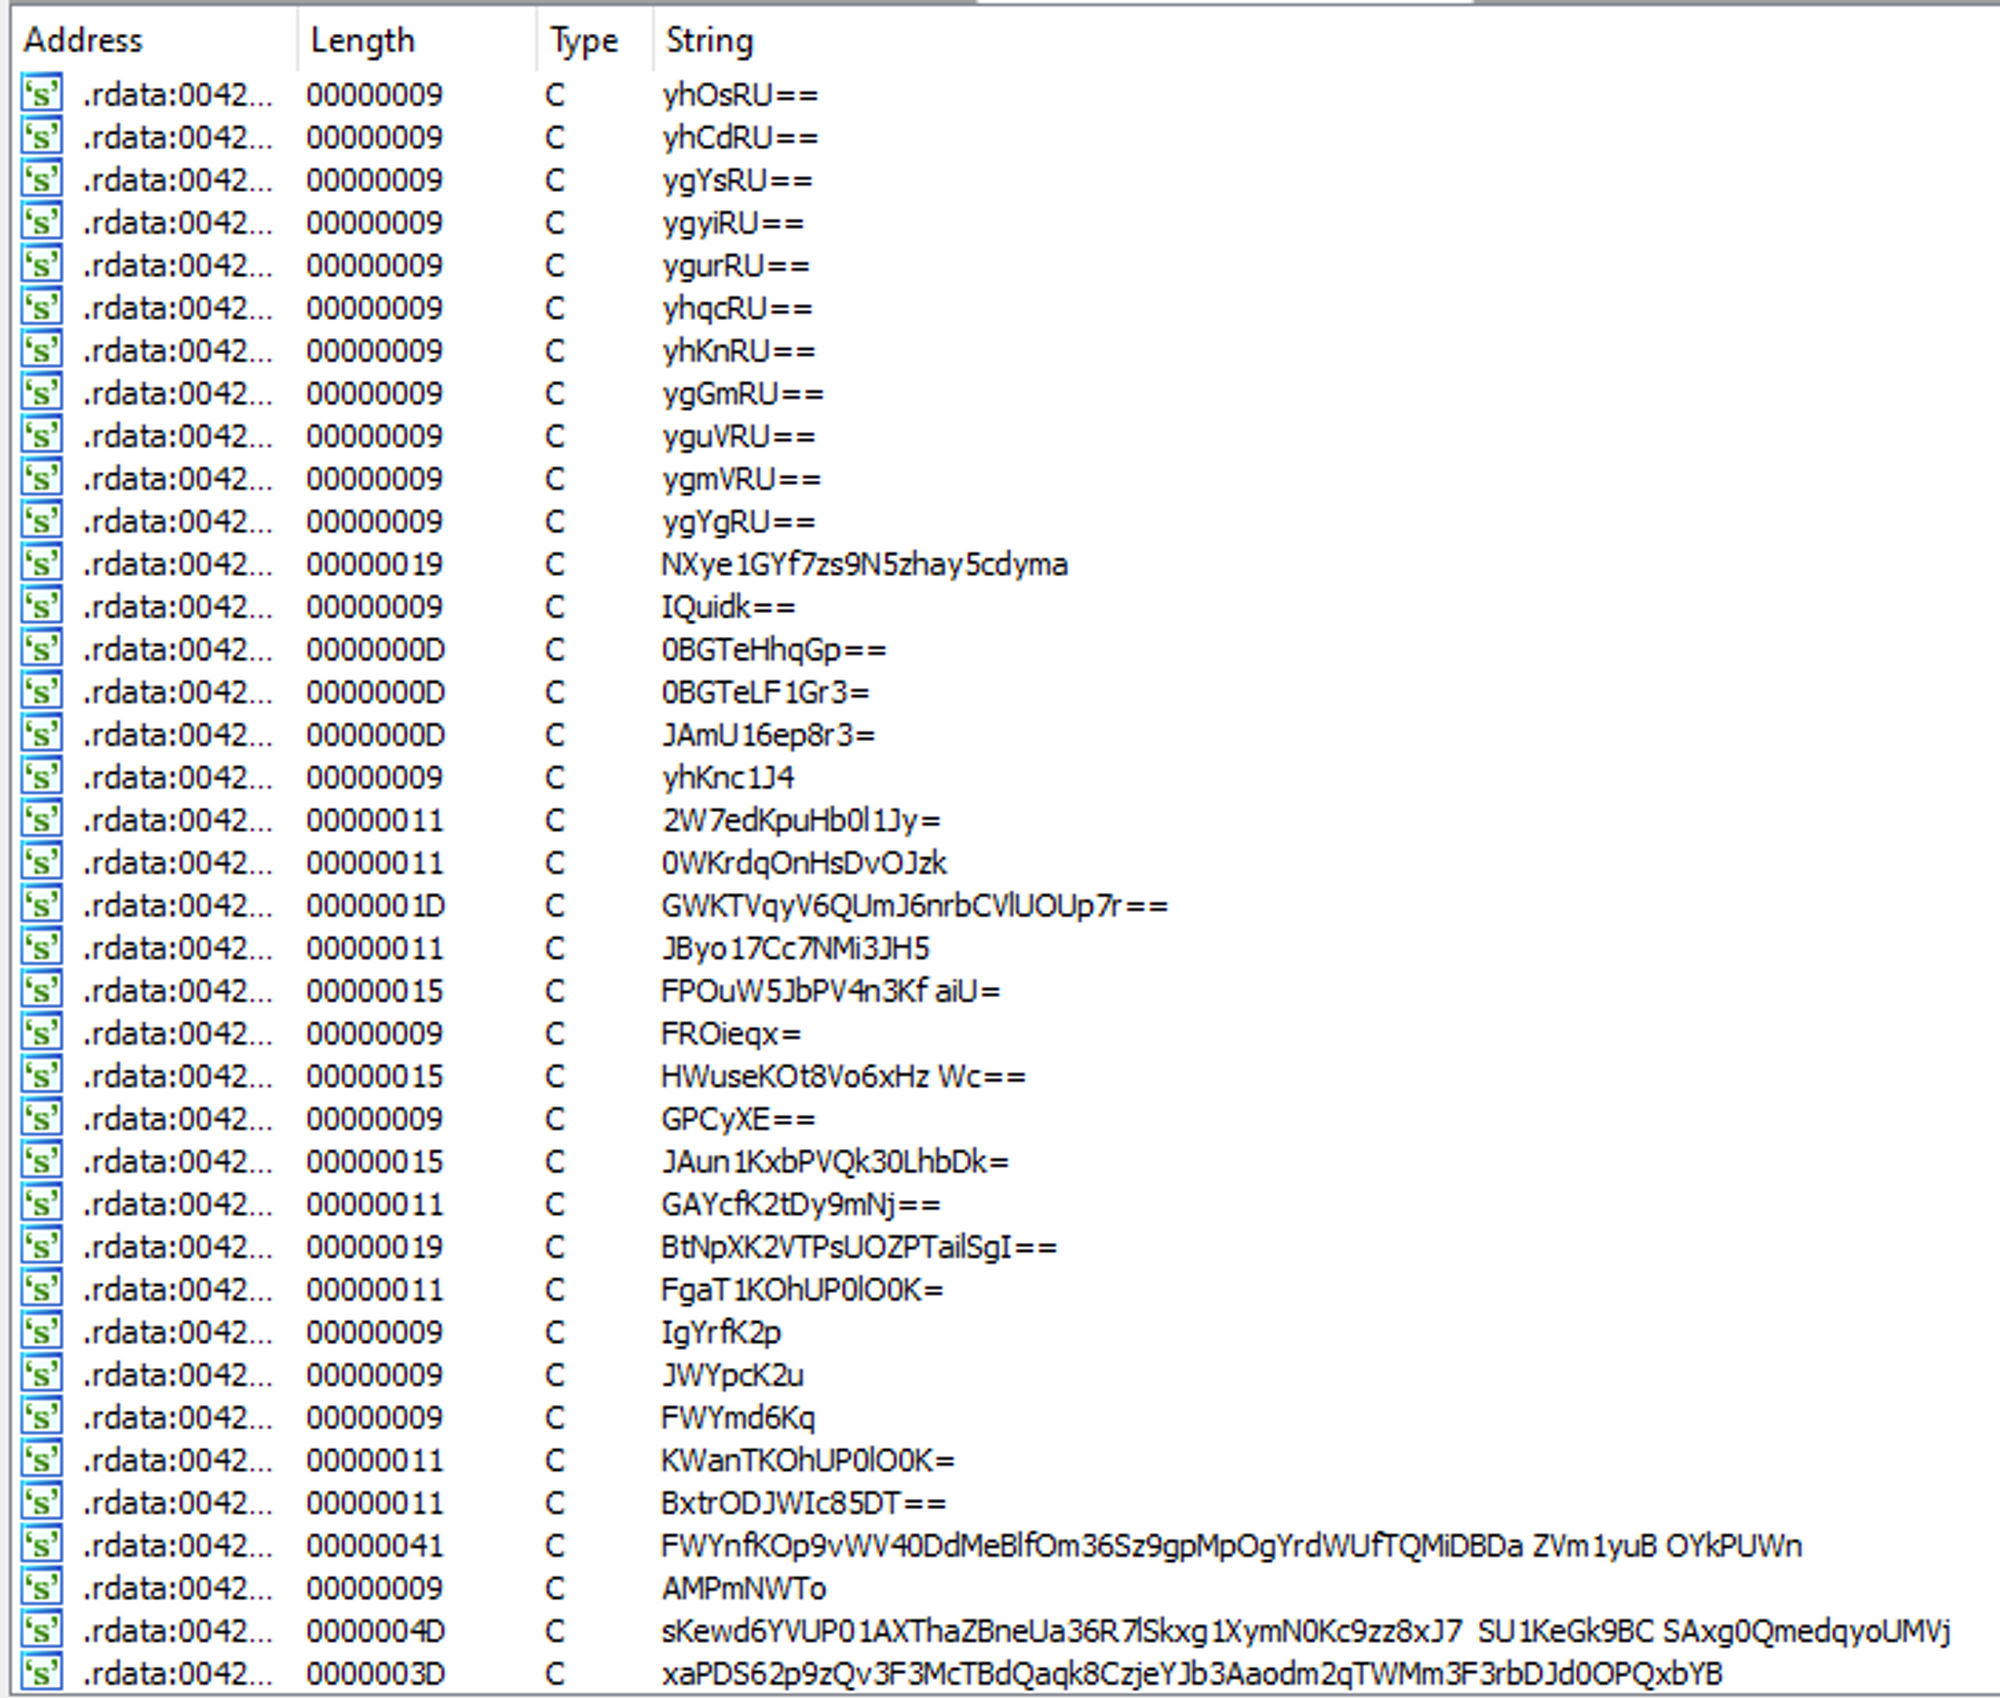 Address Length Type String
's' .rdata:0042... 00000009 C yhOsRU==
's' .rdata:0042... 00000009 C yhCdRU==
's' .rdata:0042... 00000009 C ygYsRU==
's' .rdata:0042... 00000009 C ygyiRU==
's' .rdata:0042... 00000009 C ygurRU==
's' .rdata:0042... 00000009 C yhqcRU==
's' .rdata:0042... 00000009 C yhKnRU==
's' .rdata:0042... 00000009 C ygGmRU==
's' .rdata:0042... 00000009 C yguVRU==
's' .rdata:0042... 00000009 C ygmVRU==
's' .rdata:0042... 00000009 C ygYgRU==
's' .rdata:0042... 00000019 C NXye1GYf7zs9N5zhay5cdyma
's' .rdata:0042... 00000009 C IQuidk==
's' .rdata:0042... 0000000D C 0BGTeHhqGp==
's' .rdata:0042... 0000000D C 0BGTeLF1Gr3=
's' .rdata:0042... 0000000D C JAmU16ep8r3=
's' .rdata:0042... 00000009 C yhKnc1J4
's' .rdata:0042... 00000011 C 2W7edKpuHb0l1Jy=
's' .rdata:0042... 00000011 C 0WKrdqOnHsDvOJzk
's' .rdata:0042... 0000001D C GWKTVqyV6QUmJ6nrbCVlUOUp7r==
's' .rdata:0042... 00000011 C JByo17Cc7NMi3JH5
's' .rdata:0042... 00000015 C FPOuW5JbPV4n3Kf aiU=
's' .rdata:0042... 00000009 C FROieqx=
's' .rdata:0042... 00000015 C HWuseKOt8Vo6xHz Wc==
's' .rdata:0042... 00000009 C GPCyXE==
's' .rdata:0042... 00000015 C JAun1KxbPVQk30LhbDk=
's' .rdata:0042... 00000011 C GAYcfK2tDy9mNj==
's' .rdata:0042... 00000019 C BtNpXK2VTPsUOZPTailSgI==
's' .rdata:0042... 00000011 C FgaT1KOhUP0lO0K=
's' .rdata:0042... 00000009 C IgYrfK2p
's' .rdata:0042... 00000009 C JWYpcK2u
's' .rdata:0042... 00000009 C FWYmd6Kq
's' .rdata:0042... 00000011 C KWanTKOhUP0lO0K=
's' .rdata:0042... 00000011 C BxtrODJWIc85DT==
's' .rdata:0042... 00000041 C FWYnfKOp9vWV40DdMeBlfOm36Sz9gpMpOgYrdWUfTQMiDBDa ZVm1yuB OYkPUWn
's' .rdata:0042... 00000009 C AMPmNWTo
's' .rdata:0042... 0000004D C sKewd6YVUP01AXThaZBneUa36R7lSkxg1XymN0Kc9zz8xJ7  SU1KeGk9BC SAxg0QmedqyoUMVj
's' .rdata:0042... 0000003D C xaPDS62p9zQv3F3McTBdQaqk8CzjeYJb3Aaodm2qTWMm3F3rbDJd0OPQxbYB